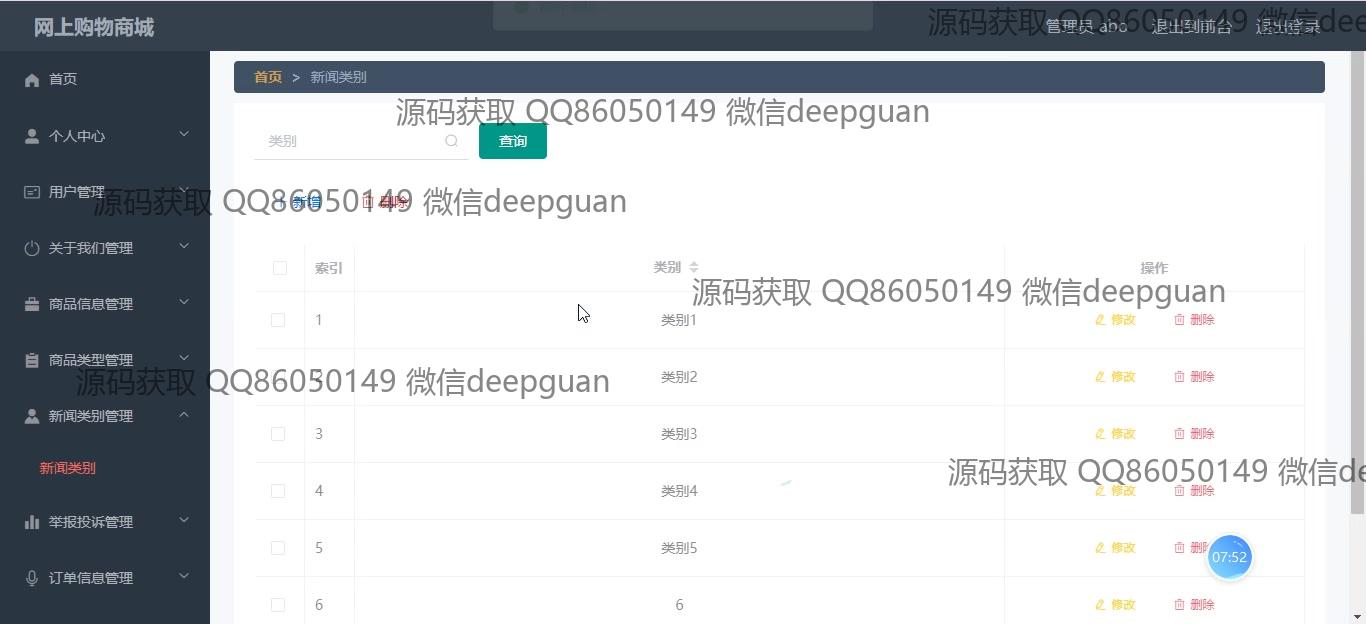 网上购物商城
管理员 abo 退出到前台 退出登录
源码获取 QQ86050149 微信dee
首页
个人中心
用户管理
关于我们管理
商品信息管理
商品类型管理
新闻类别管理
新闻类别
举报投诉管理
订单信息管理
首页 > 新闻类别
源码获取 QQ86050149 微信deepguan
类别 查询
源码获取 QQ86050149 微信deepguan
+ 新增 删除
索引 类别 操作
源码获取 QQ86050149 微信deepguan
1 类别1 修改 删除
类别2 修改 删除
源码获取 QQ86050149 微信deepguan
3 类别3 修改 删除
源码获取 QQ86050149 微信de
4 类别4 修改 删除
5 类别5 修改 删
07:52
6 6 修改 删除